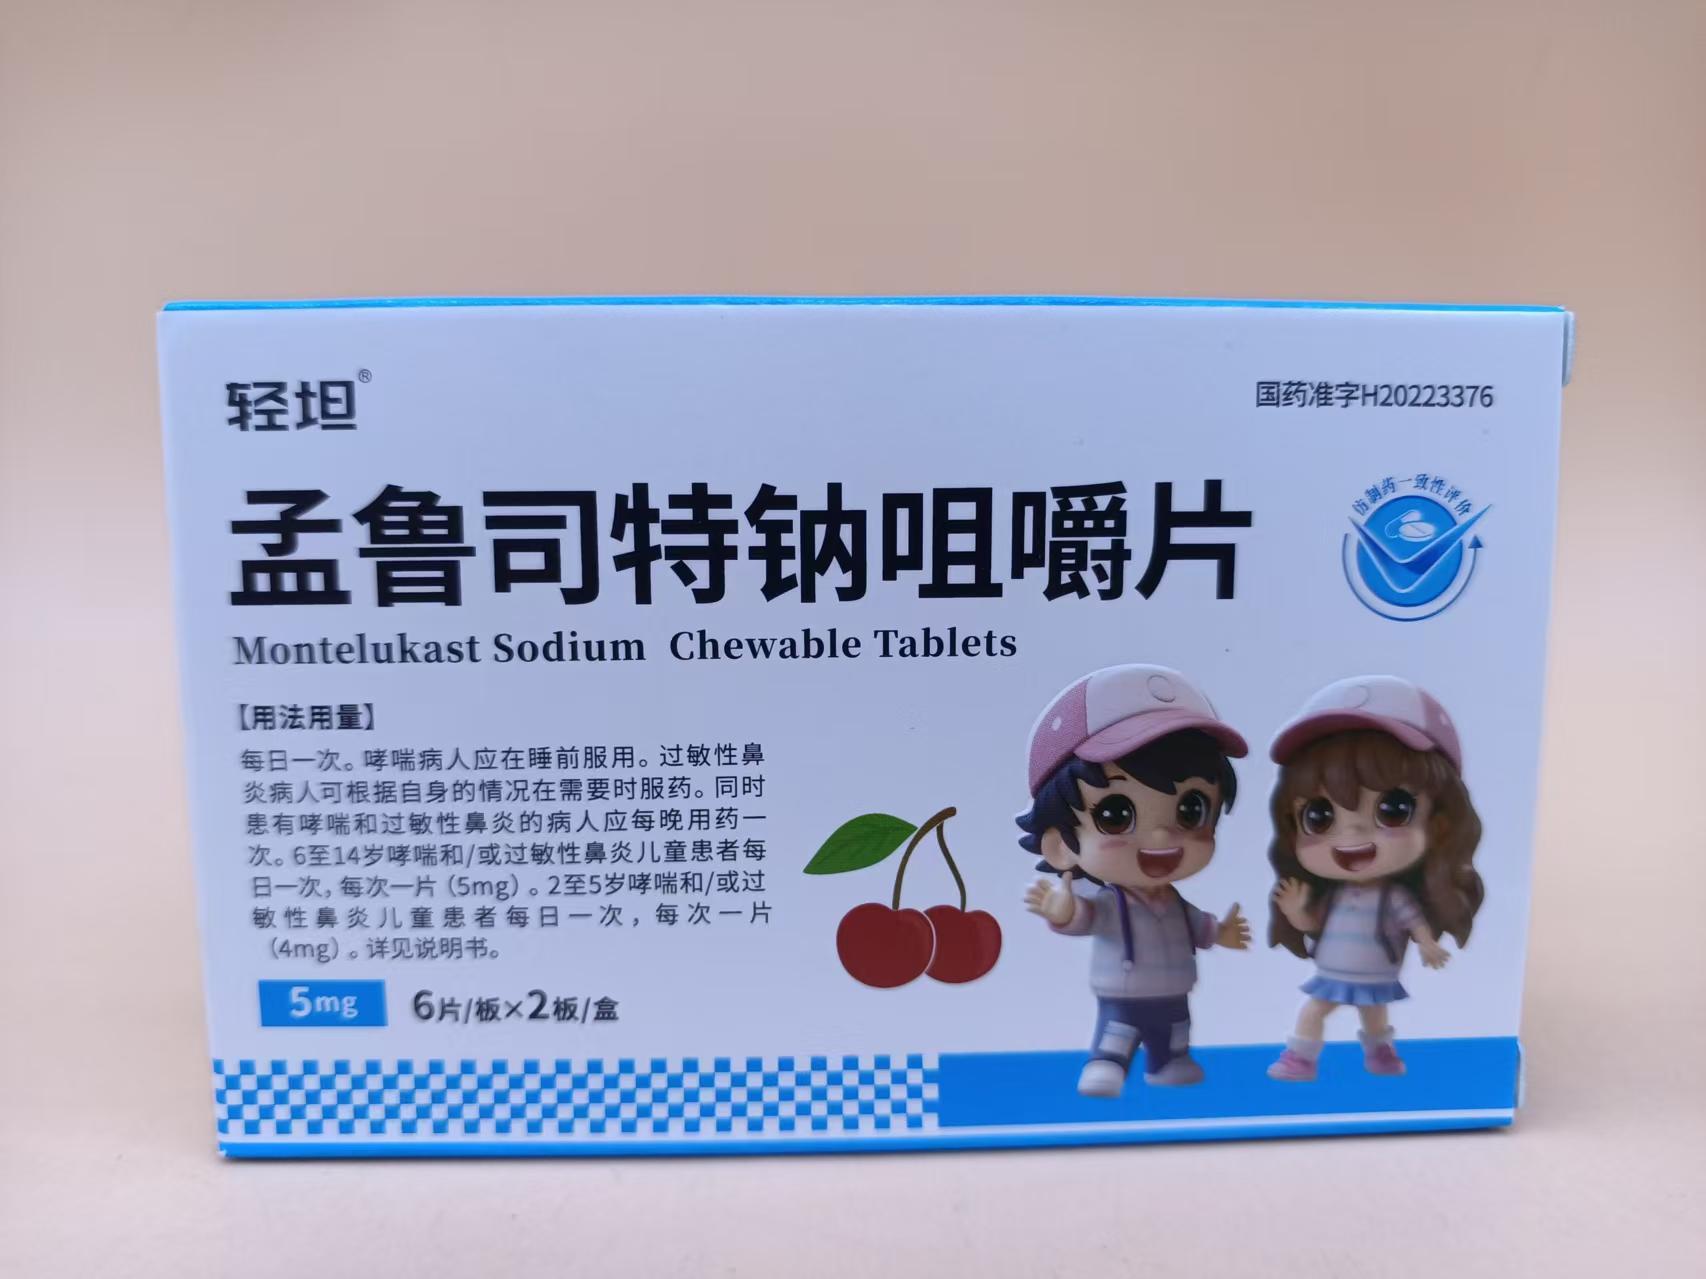 轻坦®
国药准字H20223376
仿制药一致性评价
孟鲁司特钠咀嚼片
Montelukast Sodium Chewable Tablets
【用法用量】
每日一次。哮喘病人应在睡前服用。过敏性鼻
炎病人可根据自身的情况在需要时服药。同时
患有哮喘和过敏性鼻炎的病人应每晚用药一
次。6至14岁哮喘和/或过敏性鼻炎儿童患者每
日一次,每次一片(5mg)。2至5岁哮喘和/或过
敏性鼻炎儿童患者每日一次,每次一片
(4mg)。详见说明书。
5mg 6片/板×2板/盒